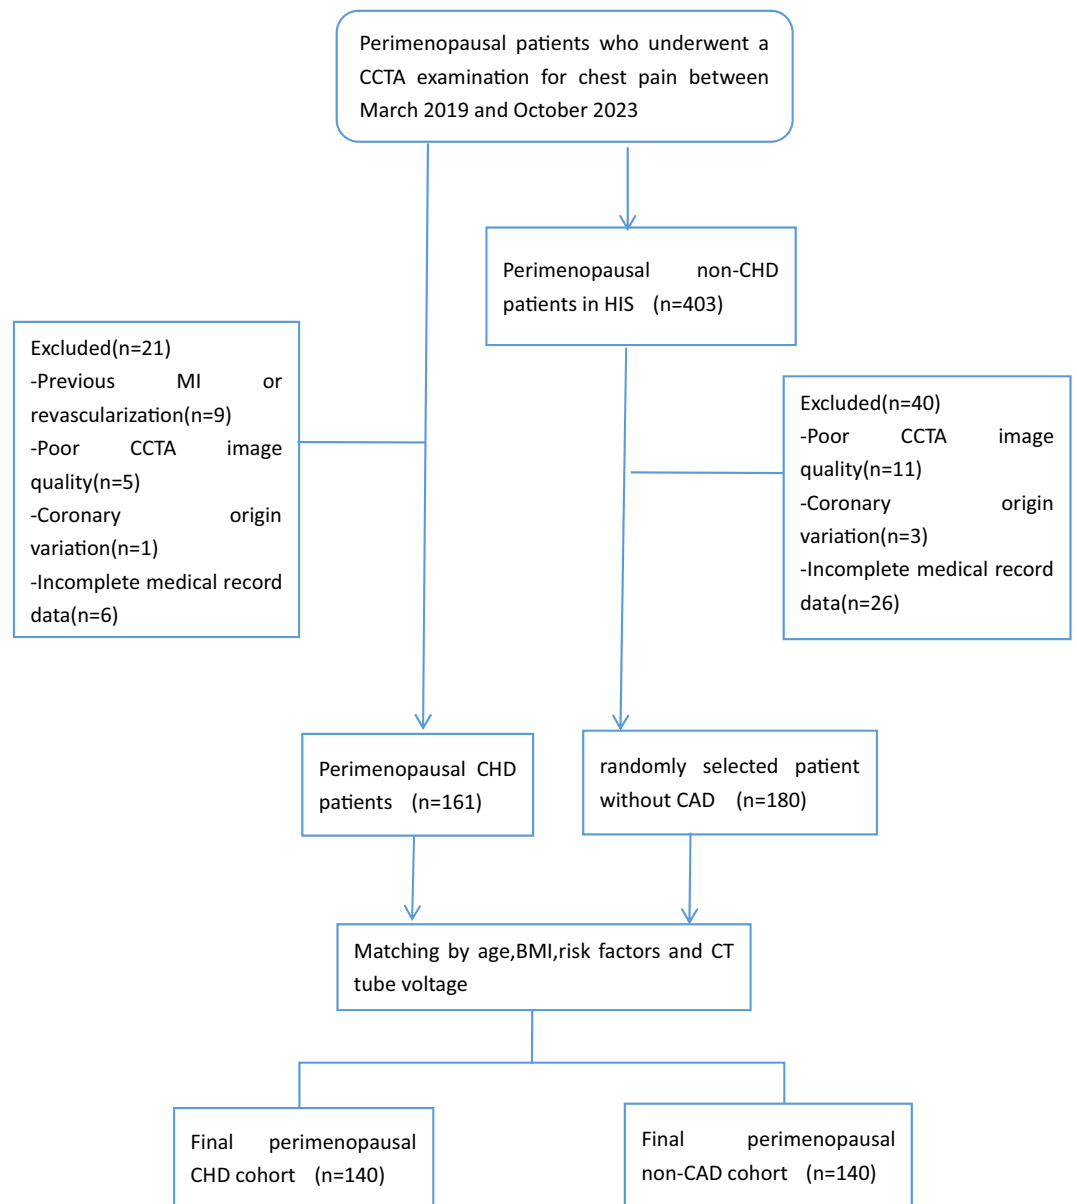 Perimenopausal patients who underwent a
CCTA examination for chest pain between
March 2019 and October 2023
Perimenopausal non-CHD
patients in HIS (n=403)
Excluded(n=21)
-Previous MI or
revascularization(n=9)
-Poor CCTA image
quality(n=5)
-Coronary origin
variation(n=1)
-Incomplete medical record
data(n=6)
Excluded(n=40)
-Poor CCTA image
quality(n=11)
-Coronary origin
variation(n=3)
-Incomplete medical record
data(n=26)
Perimenopausal CHD
patients (n=161)
randomly selected patient
without CAD (n=180)
Matching by age,BMI,risk factors and CT
tube voltage
Final perimenopausal
CHD cohort (n=140)
Final perimenopausal
non-CAD cohort (n=140)